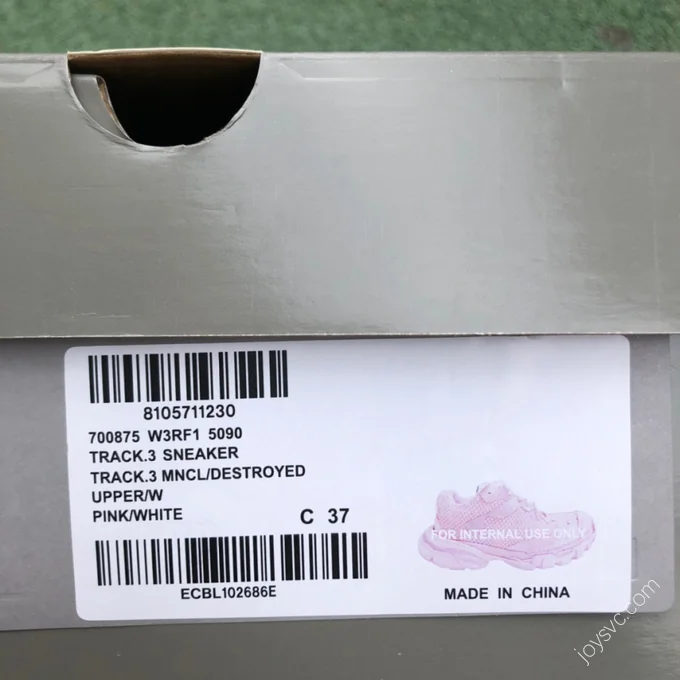 8105711230
700875 W3RF1 5090
TRACK.3 SNEAKER
TRACK.3 MNCL/DESTROYED
UPPER/W
PINK/WHITE
C 37
FOR INTERNAL USE ONLY
ECBL102686E
MADE IN CHINA
joysvc.com